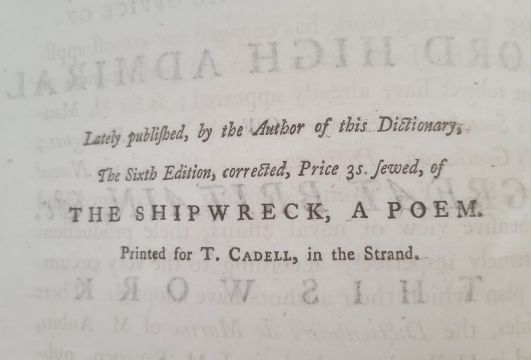 Lately publiſhed, by the Author of this Dictionary,
The Sixth Edition, corrected, Price 3s. ſewed, of
THE SHIPWRECK, A POEM.
Printed for T. CADELL, in the Strand.